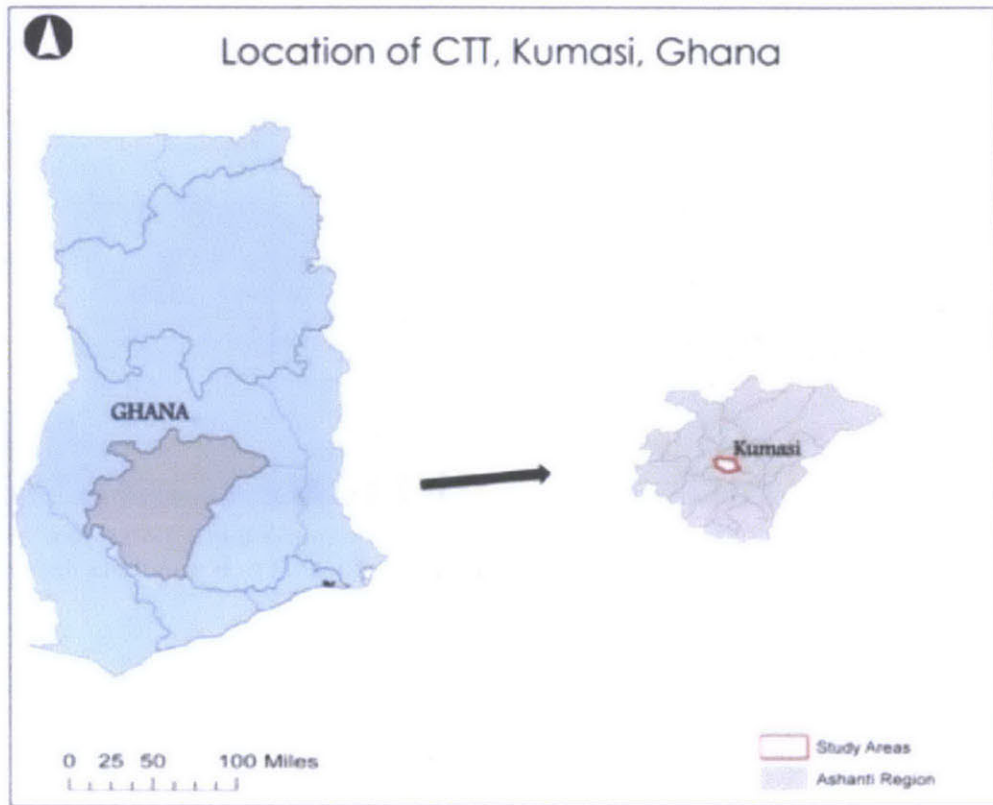 Location of CTT, Kumasi, Ghana
GHANA
Kumasi
0 25 50 100 Miles
Study Areas
Ashanti Region